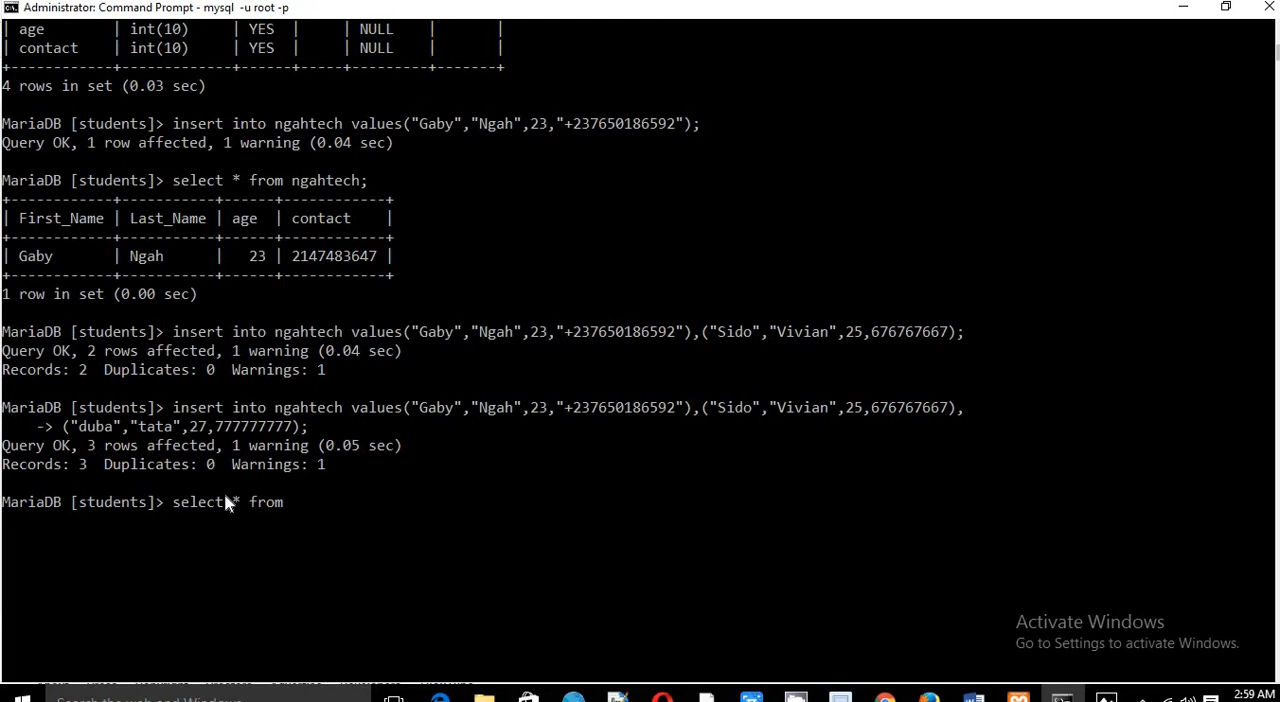 Administrator: Command Prompt - mysql -u root -p
| age | int(10) | YES | | NULL | |
| contact | int(10) | YES | | NULL | |
+------------+-------------+------+-----+---------+-------+
4 rows in set (0.03 sec)
MariaDB [students]> insert into ngahtech values("Gaby","Ngah",23,"+237650186592");
Query OK, 1 row affected, 1 warning (0.04 sec)
MariaDB [students]> select * from ngahtech;
+------------+-----------+------+------------+
| First_Name | Last_Name | age | contact |
+------------+-----------+------+------------+
| Gaby | Ngah | 23 | 2147483647 |
+------------+-----------+------+------------+
1 row in set (0.00 sec)
MariaDB [students]> insert into ngahtech values("Gaby","Ngah",23,"+237650186592"),("Sido","Vivian",25,676767667);
Query OK, 2 rows affected, 1 warning (0.04 sec)
Records: 2 Duplicates: 0 Warnings: 1
MariaDB [students]> insert into ngahtech values("Gaby","Ngah",23,"+237650186592"),("Sido","Vivian",25,676767667),
-> ("duba","tata",27,777777777);
Query OK, 3 rows affected, 1 warning (0.05 sec)
Records: 3 Duplicates: 0 Warnings: 1
MariaDB [students]> select * from
Activate Windows
Go to Settings to activate Windows.
2:59 AM